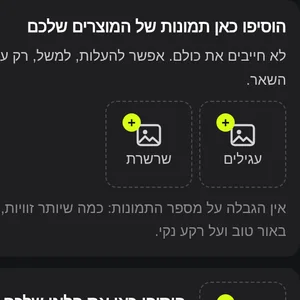 הוסיפו כאן תמונות של המוצרים שלכם
לא חייבים את כולם. אפשר להעלות, למשל, רק
השאר.
עגילים
שרשרת
אין הגבלה על מספר התמונות: כמה שיותר זוויות,
באור טוב ועל רקע נקי.